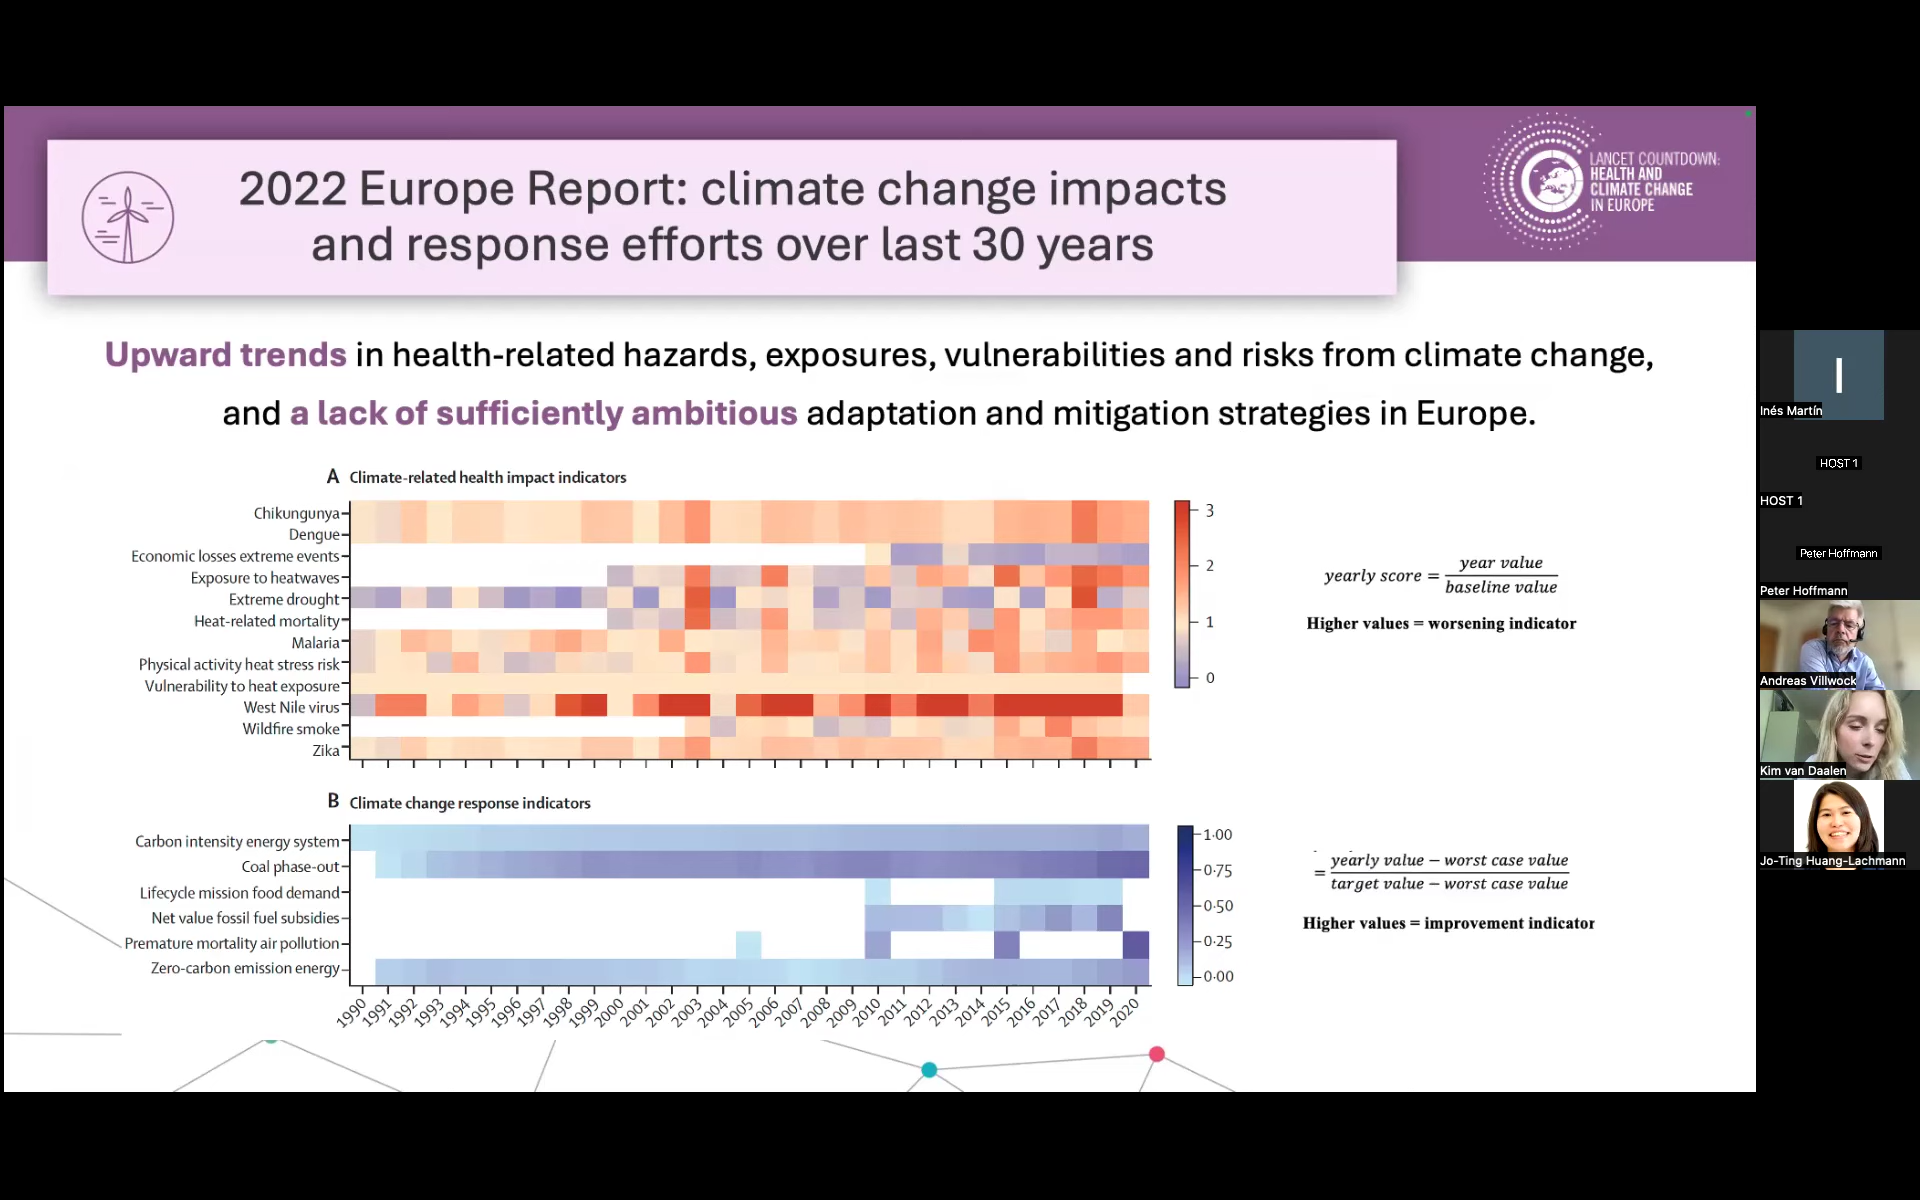 2022 Europe Report: climate change impacts
and response efforts over last 30 years
LANCET COUNTDOWN:
HEALTH AND
CLIMATE CHANGE
IN EUROPE
Upward trends in health-related hazards, exposures, vulnerabilities and risks from climate change,
and a lack of sufficiently ambitious adaptation and mitigation strategies in Europe.
A Climate-related health impact indicators
Chikungunya
Dengue
Economic losses extreme events
Exposure to heatwaves
Extreme drought
Heat-related mortality
Malaria
Physical activity heat stress risk
Vulnerability to heat exposure
West Nile virus
Wildfire smoke
Zika
3
2
1
0
yearly score = year value / baseline value
Higher values = worsening indicator
B Climate change response indicators
Carbon intensity energy system
Coal phase-out
Lifecycle mission food demand
Net value fossil fuel subsidies
Premature mortality air pollution
Zero-carbon emission energy
1·00
0·75
0·50
0·25
0·00
= yearly value − worst case value / target value − worst case value
Higher values = improvement indicator
1990 1991 1992 1993 1994 1995 1996 1997 1998 1999 2000 2001 2002 2003 2004 2005 2006 2007 2008 2009 2010 2011 2012 2013 2014 2015 2016 2017 2018 2019 2020
I
Inés Martín
HOST 1
HOST 1
Peter Hoffmann
Peter Hoffmann
Andreas Villwock
Kim van Daalen
Jo-Ting Huang-Lachmann